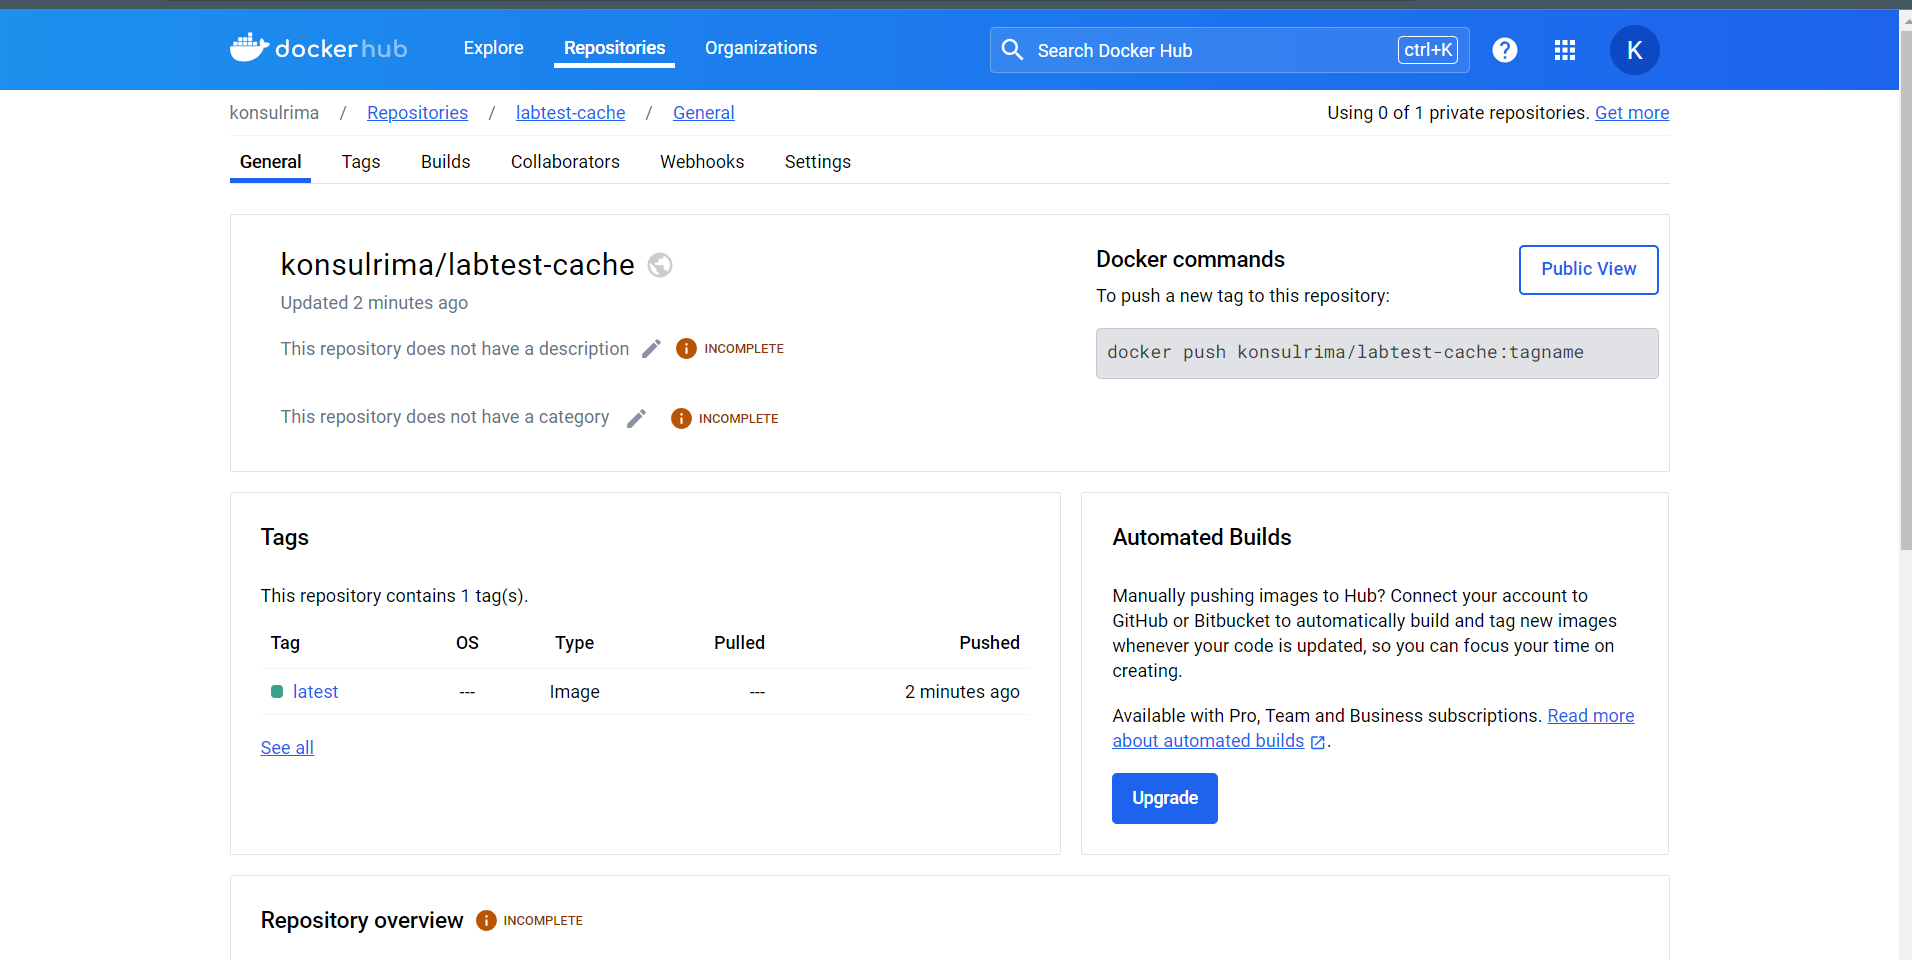 dockerhub Explore Repositories Organizations Search Docker Hub ctrl+K ? K
konsulrima / Repositories / labtest-cache / General Using 0 of 1 private repositories. Get more
General Tags Builds Collaborators Webhooks Settings
konsulrima/labtest-cache
Updated 2 minutes ago
This repository does not have a description INCOMPLETE
This repository does not have a category INCOMPLETE
Docker commands
Public View
To push a new tag to this repository:
docker push konsulrima/labtest-cache:tagname
Tags
This repository contains 1 tag(s).
Tag OS Type Pulled Pushed
latest --- Image --- 2 minutes ago
See all
Automated Builds
Manually pushing images to Hub? Connect your account to
GitHub or Bitbucket to automatically build and tag new images
whenever your code is updated, so you can focus your time on
creating.
Available with Pro, Team and Business subscriptions. Read more
about automated builds .
Upgrade
Repository overview INCOMPLETE